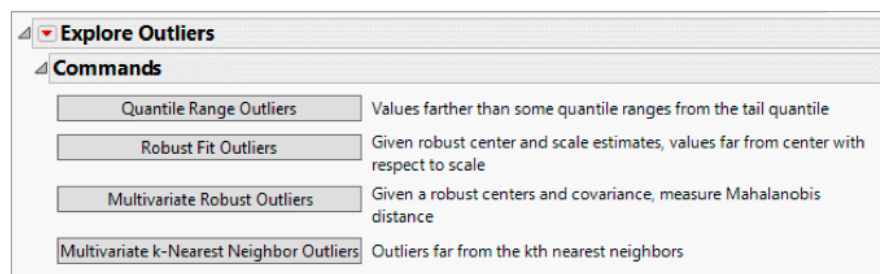 Explore Outliers
Commands
Quantile Range Outliers Values farther than some quantile ranges from the tail quantile
Robust Fit Outliers Given robust center and scale estimates, values far from center with
respect to scale
Multivariate Robust Outliers Given a robust centers and covariance, measure Mahalanobis
distance
Multivariate k-Nearest Neighbor Outliers Outliers far from the kth nearest neighbors